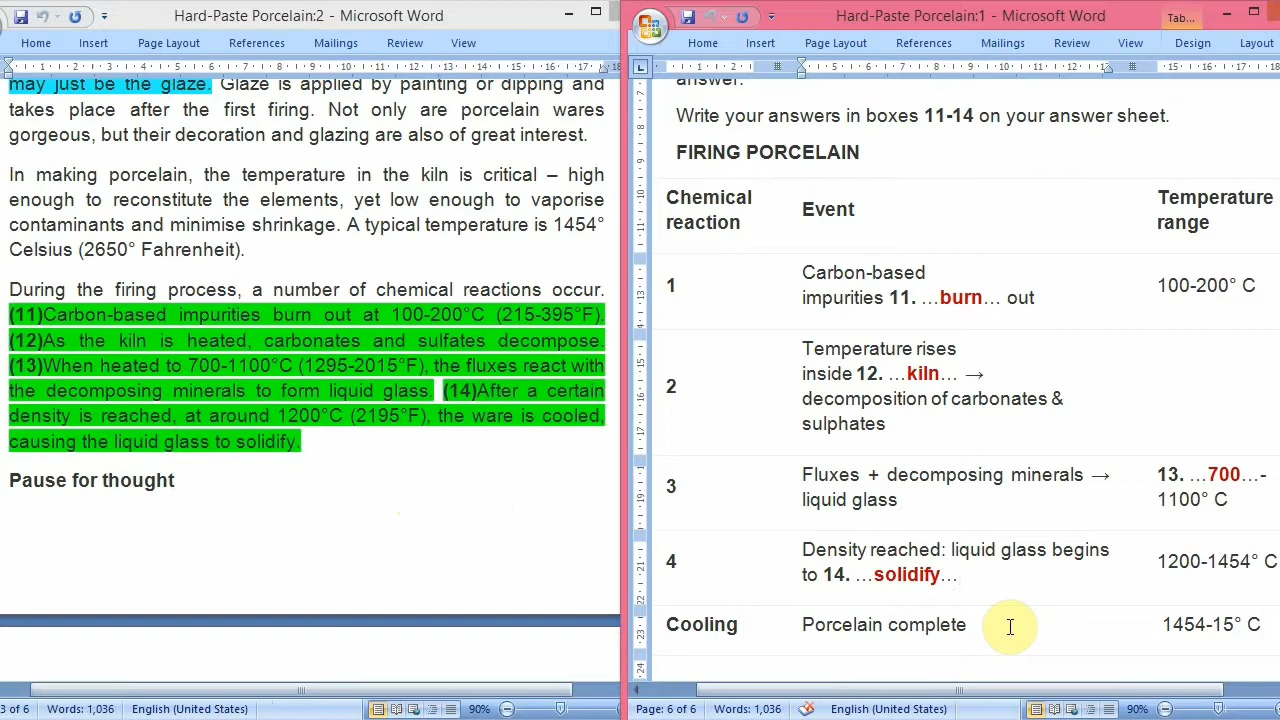 Hard-Paste Porcelain:2 - Microsoft Word
Home Insert Page Layout References Mailings Review View
may just be the glaze. Glaze is applied by painting or dipping and
takes place after the first firing. Not only are porcelain wares
gorgeous, but their decoration and glazing are also of great interest.
In making porcelain, the temperature in the kiln is critical – high
enough to reconstitute the elements, yet low enough to vaporise
contaminants and minimise shrinkage. A typical temperature is 1454°
Celsius (2650° Fahrenheit).
During the firing process, a number of chemical reactions occur.
(11)Carbon-based impurities burn out at 100-200°C (215-395°F).
(12)As the kiln is heated, carbonates and sulfates decompose.
(13)When heated to 700-1100°C (1295-2015°F), the fluxes react with
the decomposing minerals to form liquid glass. (14)After a certain
density is reached, at around 1200°C (2195°F), the ware is cooled,
causing the liquid glass to solidify.
Pause for thought
3 of 6 Words: 1,036 English (United States) 90%
Hard-Paste Porcelain:1 - Microsoft Word Tab...
Home Insert Page Layout References Mailings Review View Design Layout
answer.
Write your answers in boxes 11-14 on your answer sheet.
FIRING PORCELAIN
Chemical reaction Event Temperature range
1 Carbon-based 100-200° C
impurities 11. …burn… out
2 Temperature rises
inside 12. …kiln… →
decomposition of carbonates &
sulphates
3 Fluxes + decomposing minerals → 13. …700…-
liquid glass 1100° C
4 Density reached: liquid glass begins 1200-1454° C
to 14. …solidify…
Cooling Porcelain complete 1454-15° C
Page: 6 of 6 Words: 1,036 English (United States) 90%